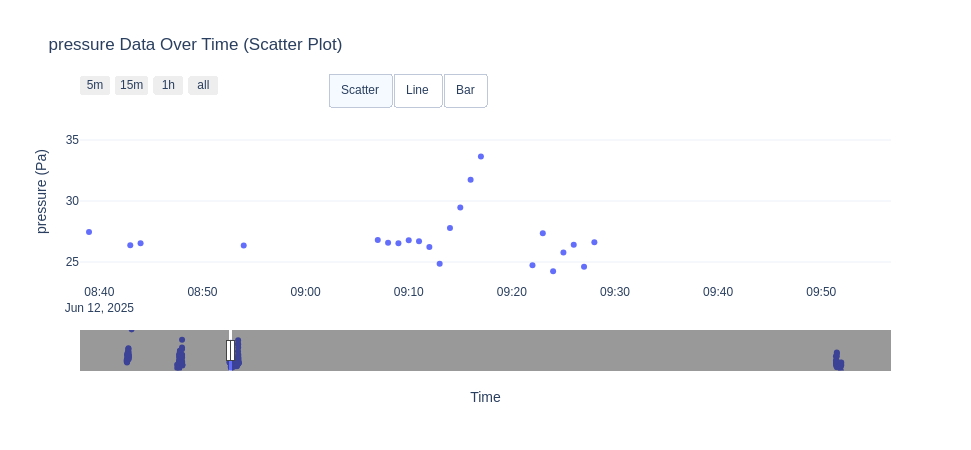 pressure Data Over Time (Scatter Plot)
5m 15m 1h all
Scatter Line Bar
pressure (Pa)
35
30
25
08:40 08:50 09:00 09:10 09:20 09:30 09:40 09:50
Jun 12, 2025
Time